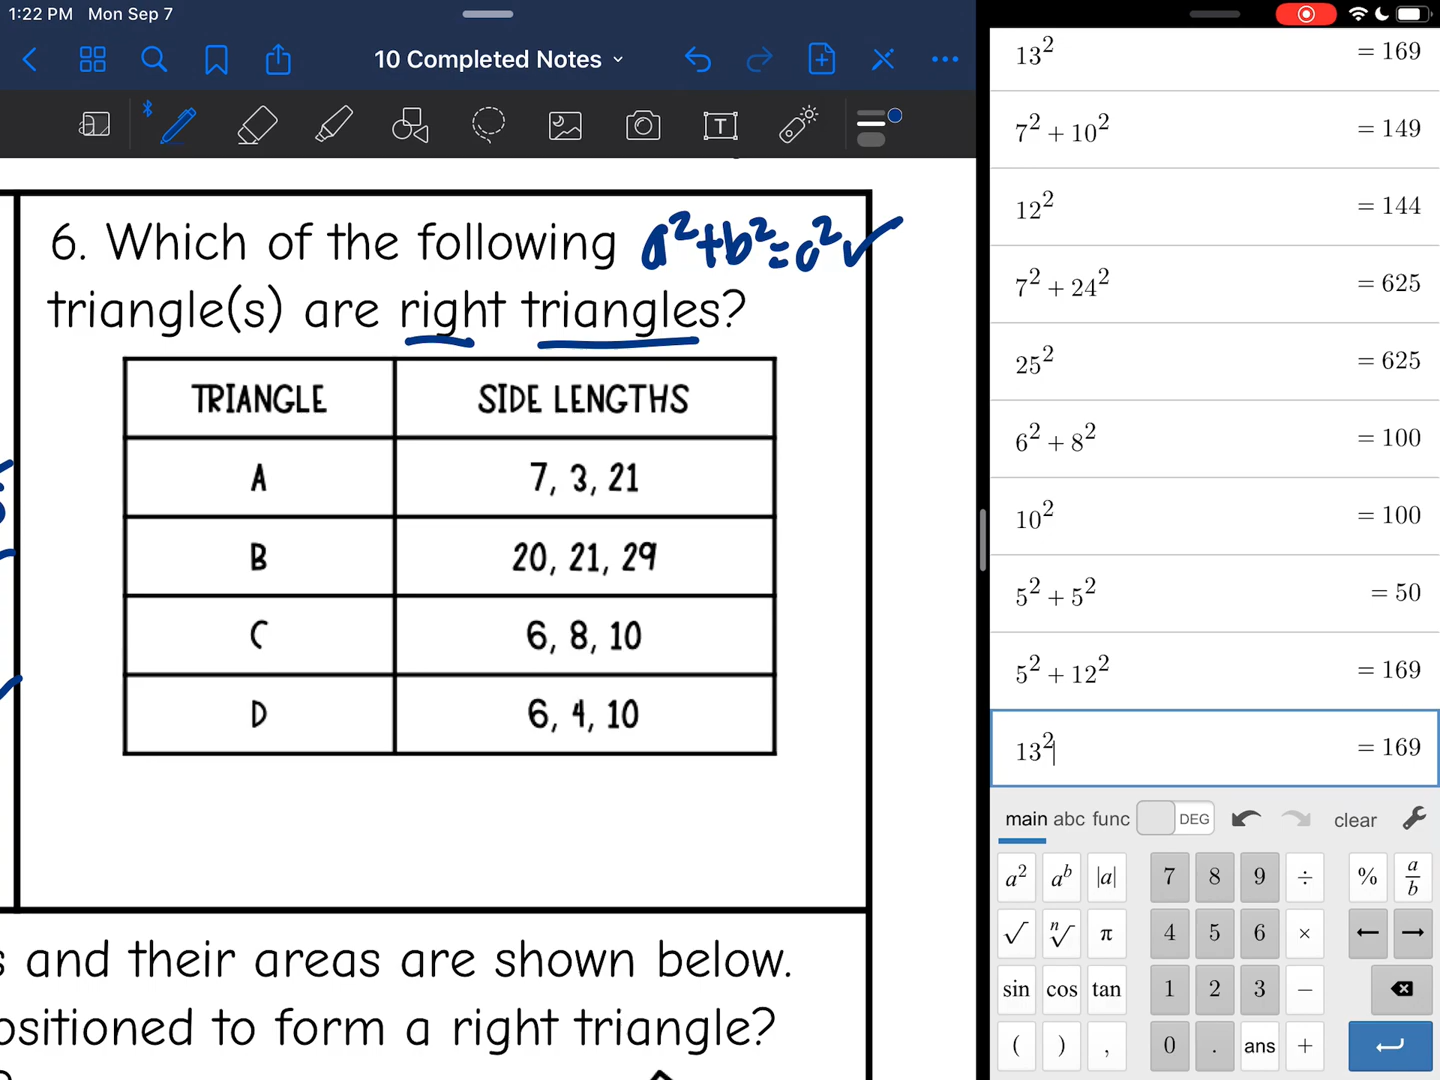 1:22 PM Mon Sep 7
10 Completed Notes
T
6. Which of the following a²+b²=c²
triangle(s) are right triangles?
TRIANGLE SIDE LENGTHS
A 7, 3, 21
B 20, 21, 29
C 6, 8, 10
D 6, 4, 10
s and their areas are shown below.
ositioned to form a right triangle?
13² = 169
7² + 10² = 149
12² = 144
7² + 24² = 625
25² = 625
6² + 8² = 100
10² = 100
5² + 5² = 50
5² + 12² = 169
13² = 169
main abc func DEG clear
a² aᵇ |a| 7 8 9 ÷ % a/b
√ ⁿ√ π 4 5 6 × ← →
sin cos tan 1 2 3 −
( ) , 0 . ans +